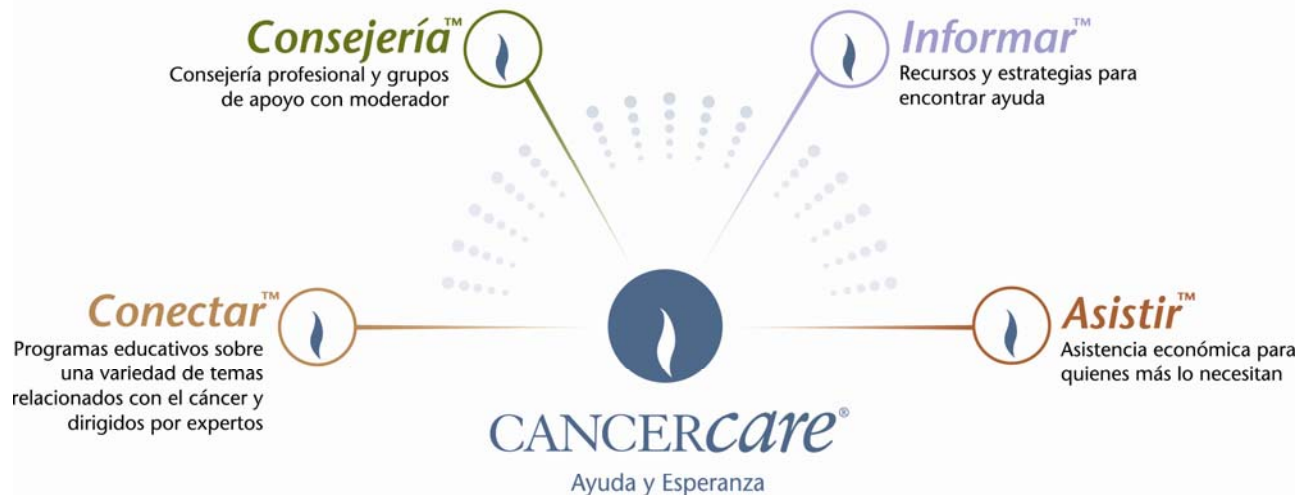 Consejería™
Consejería profesional y grupos
de apoyo con moderador
Informar™
Recursos y estrategias para
encontrar ayuda
Conectar™
Programas educativos sobre
una variedad de temas
relacionados con el cáncer y
dirigidos por expertos
Asistir™
Asistencia económica para
quienes más lo necesitan
CANCERcare®
Ayuda y Esperanza